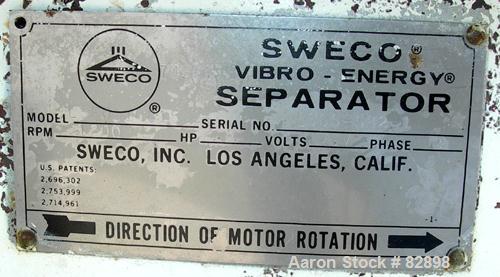 SWECO
®
SWECO®
VIBRO - ENERGY®
SEPARATOR
MODEL SERIAL NO.
RPM HP VOLTS PHASE
SWECO, INC. LOS ANGELES, CALIF.
U.S. PATENTS:
2,696,302
2,753,999
2,714,961
-1-
DIRECTION OF MOTOR ROTATION
Aaron Stock # 82898